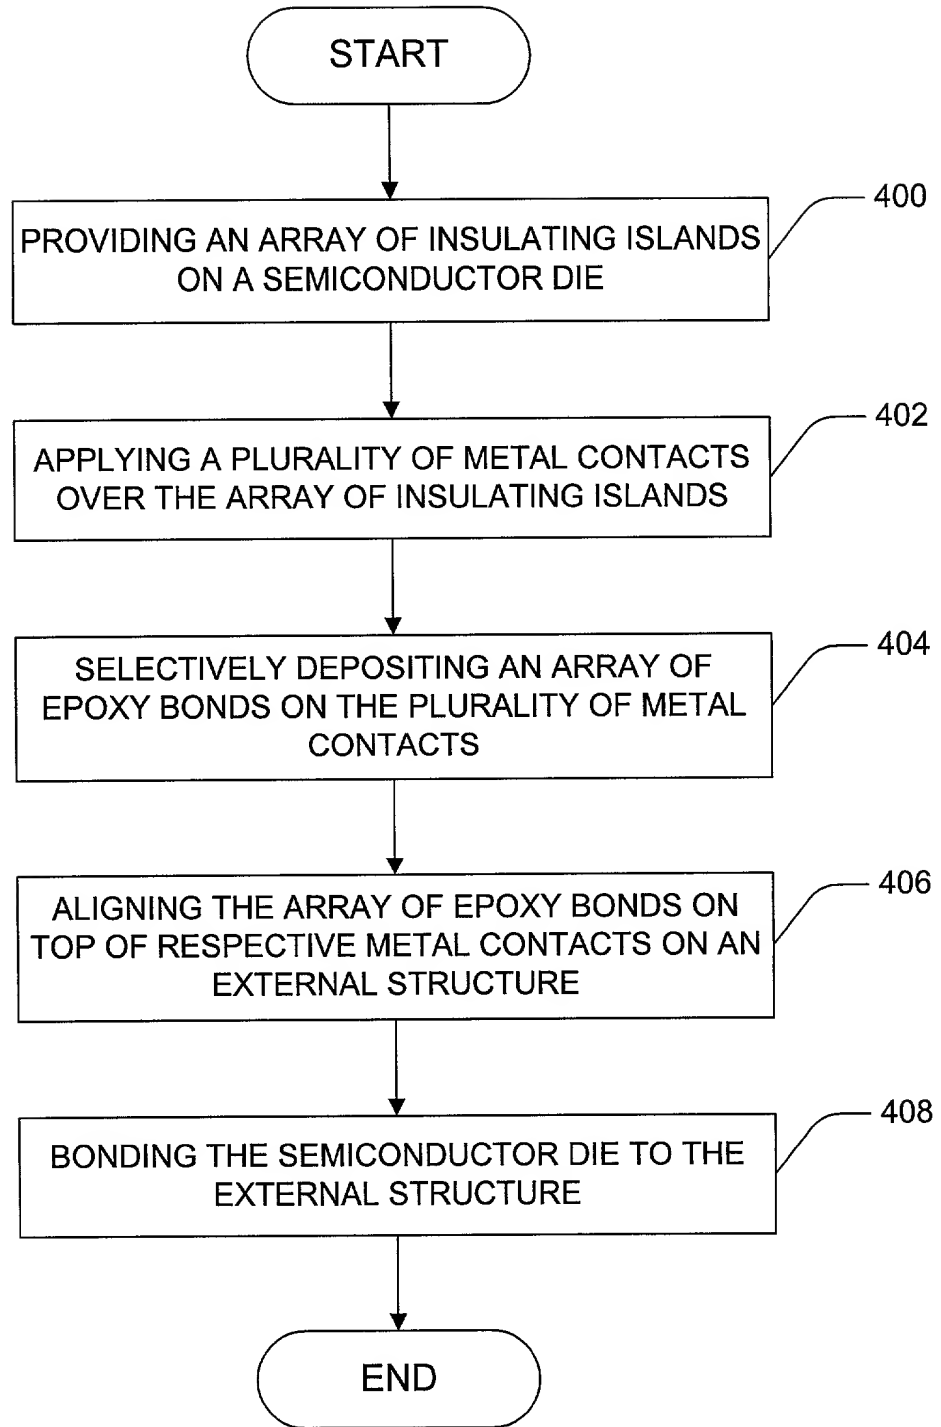 START
400
PROVIDING AN ARRAY OF INSULATING ISLANDS
ON A SEMICONDUCTOR DIE
402
APPLYING A PLURALITY OF METAL CONTACTS
OVER THE ARRAY OF INSULATING ISLANDS
404
SELECTIVELY DEPOSITING AN ARRAY OF
EPOXY BONDS ON THE PLURALITY OF METAL
CONTACTS
406
ALIGNING THE ARRAY OF EPOXY BONDS ON
TOP OF RESPECTIVE METAL CONTACTS ON AN
EXTERNAL STRUCTURE
408
BONDING THE SEMICONDUCTOR DIE TO THE
EXTERNAL STRUCTURE
END